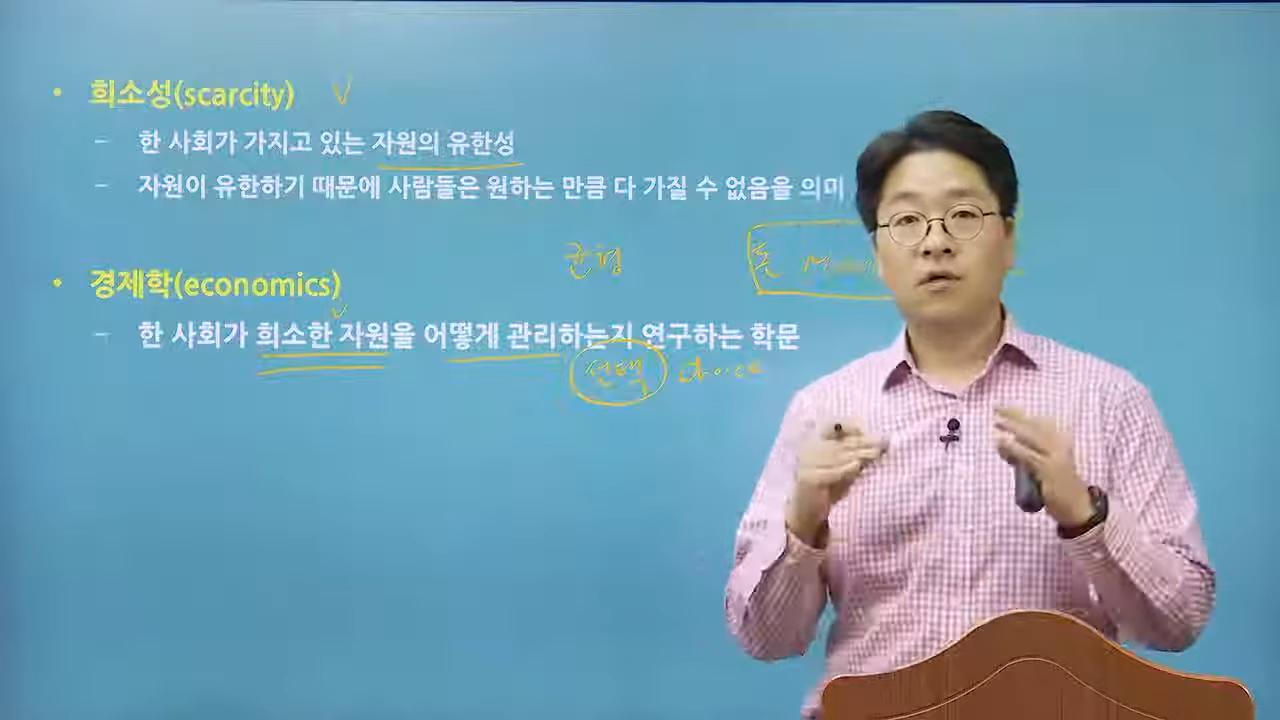 • 희소성(scarcity) V
– 한 사회가 가지고 있는 자원의 유한성
– 자원이 유한하기 때문에 사람들은 원하는 만큼 다 가질 수 없음을 의미
균형 돈
• 경제학(economics)
– 한 사회가 희소한 자원을 어떻게 관리하는지 연구하는 학문
선택 choice